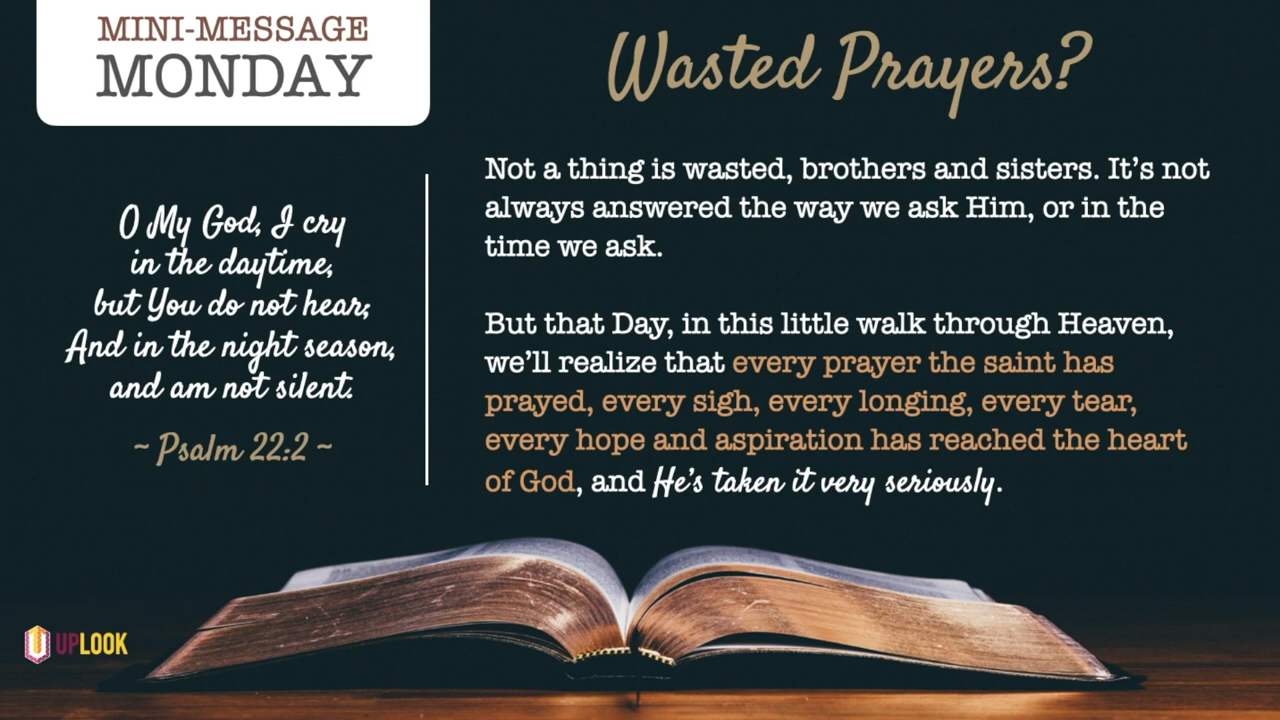 MINI-MESSAGE
MONDAY
O My God, I cry
in the daytime,
but You do not hear;
And in the night season,
and am not silent.
~ Psalm 22:2 ~
Wasted Prayers?
Not a thing is wasted, brothers and sisters. It’s not
always answered the way we ask Him, or in the
time we ask.
But that Day, in this little walk through Heaven,
we’ll realize that every prayer the saint has
prayed, every sigh, every longing, every tear,
every hope and aspiration has reached the heart
of God, and He’s taken it very seriously.
UPLOOK